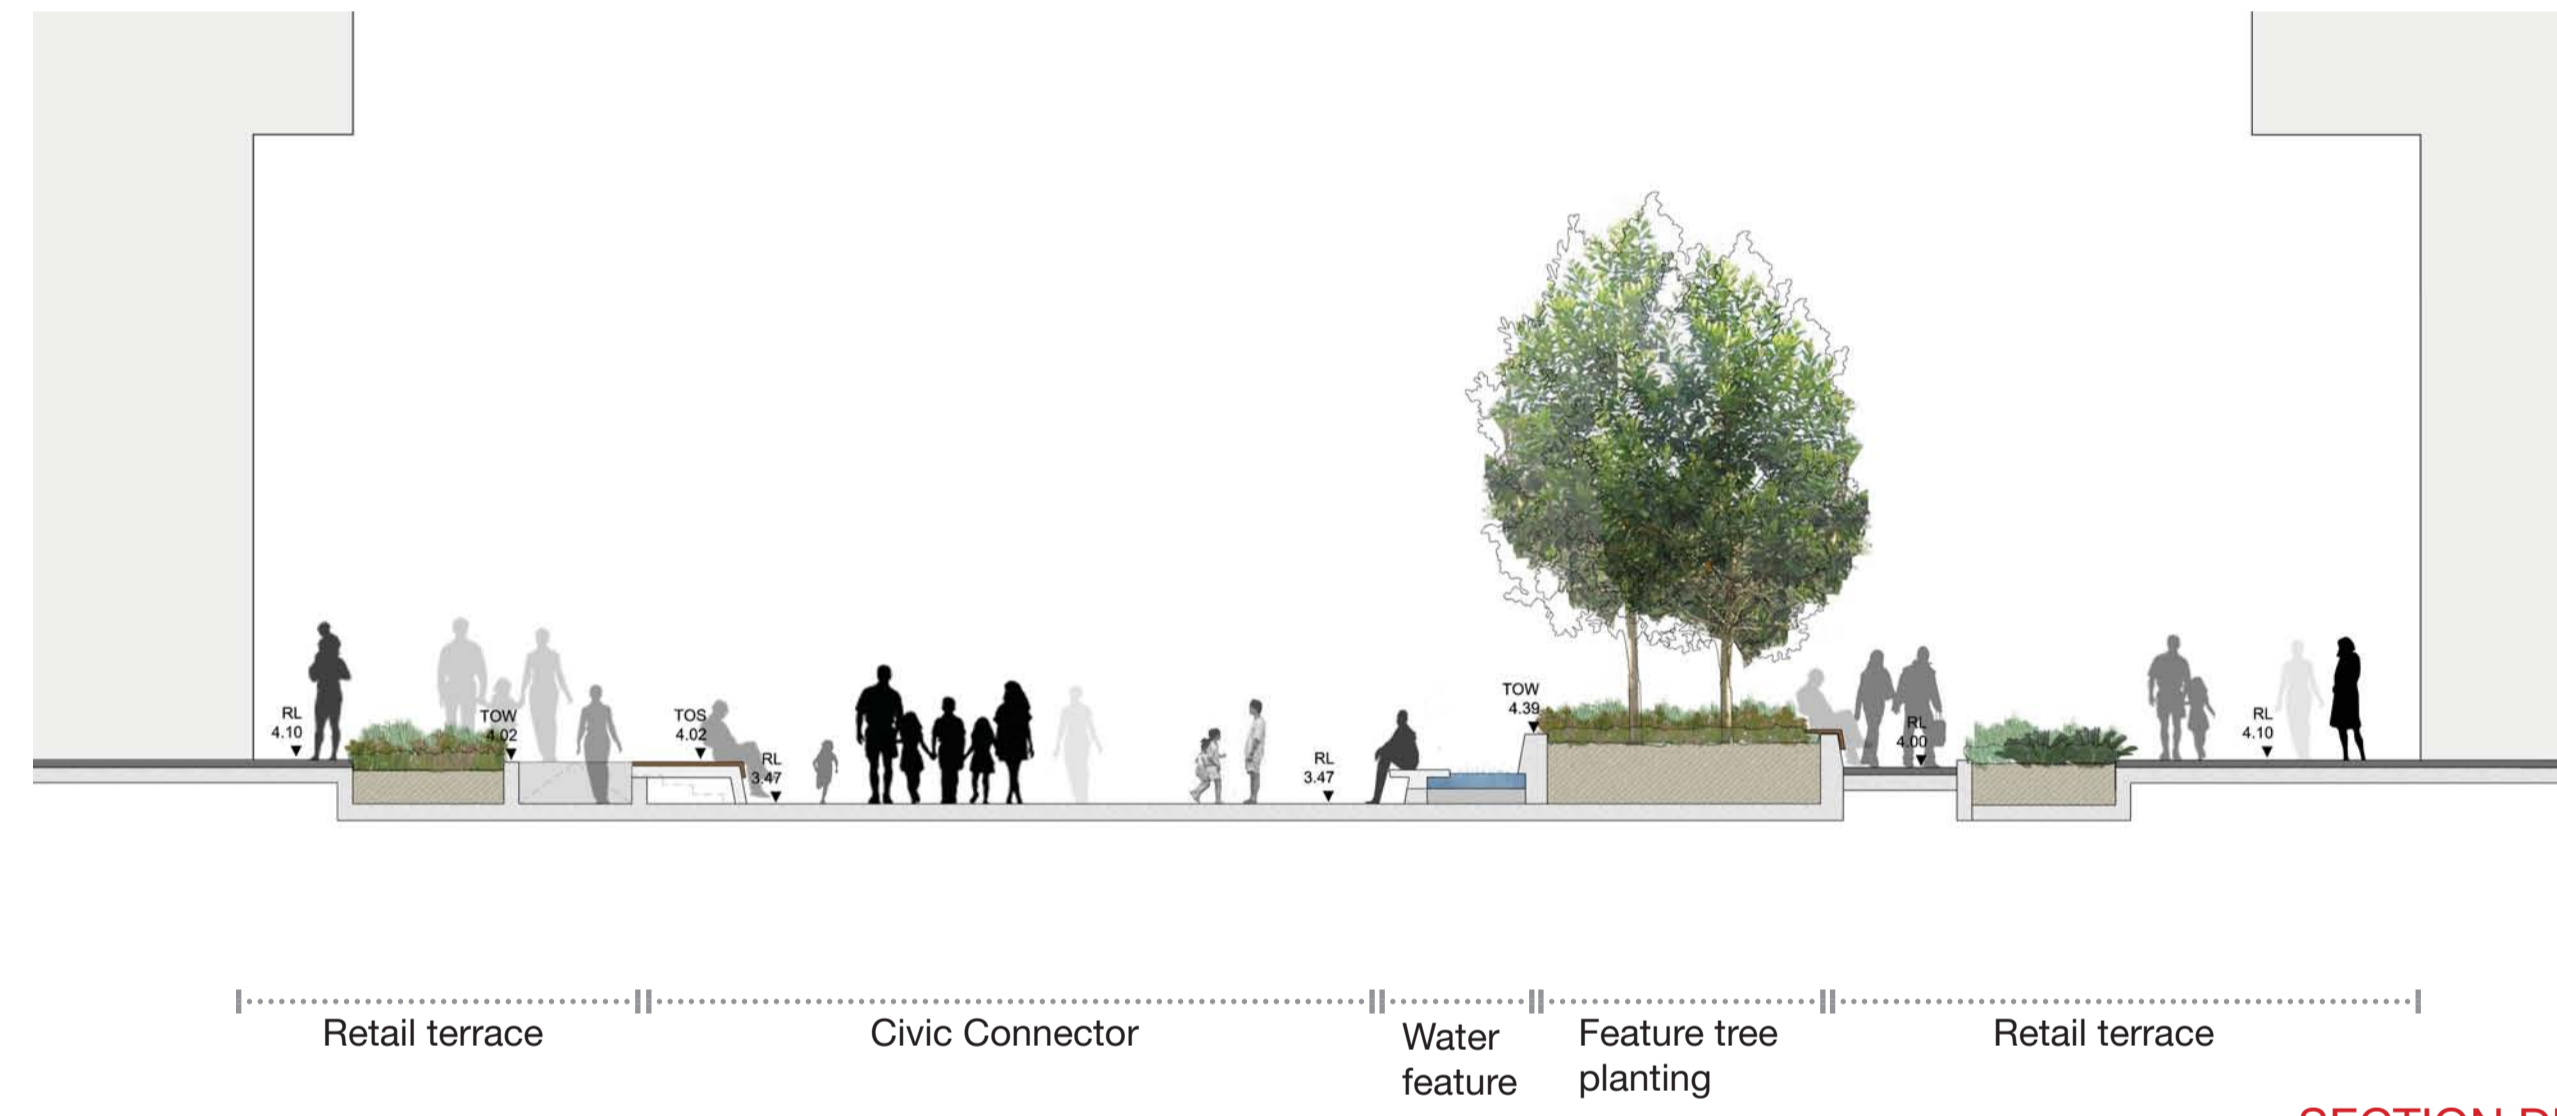 RL
4.10
TOW
4.02
TOS
4.02
RL
3.47
RL
3.47
TOW
4.39
RL
4.00
RL
4.10
Retail terrace
Civic Connector
Water
feature
Feature tree
planting
Retail terrace
SECTION